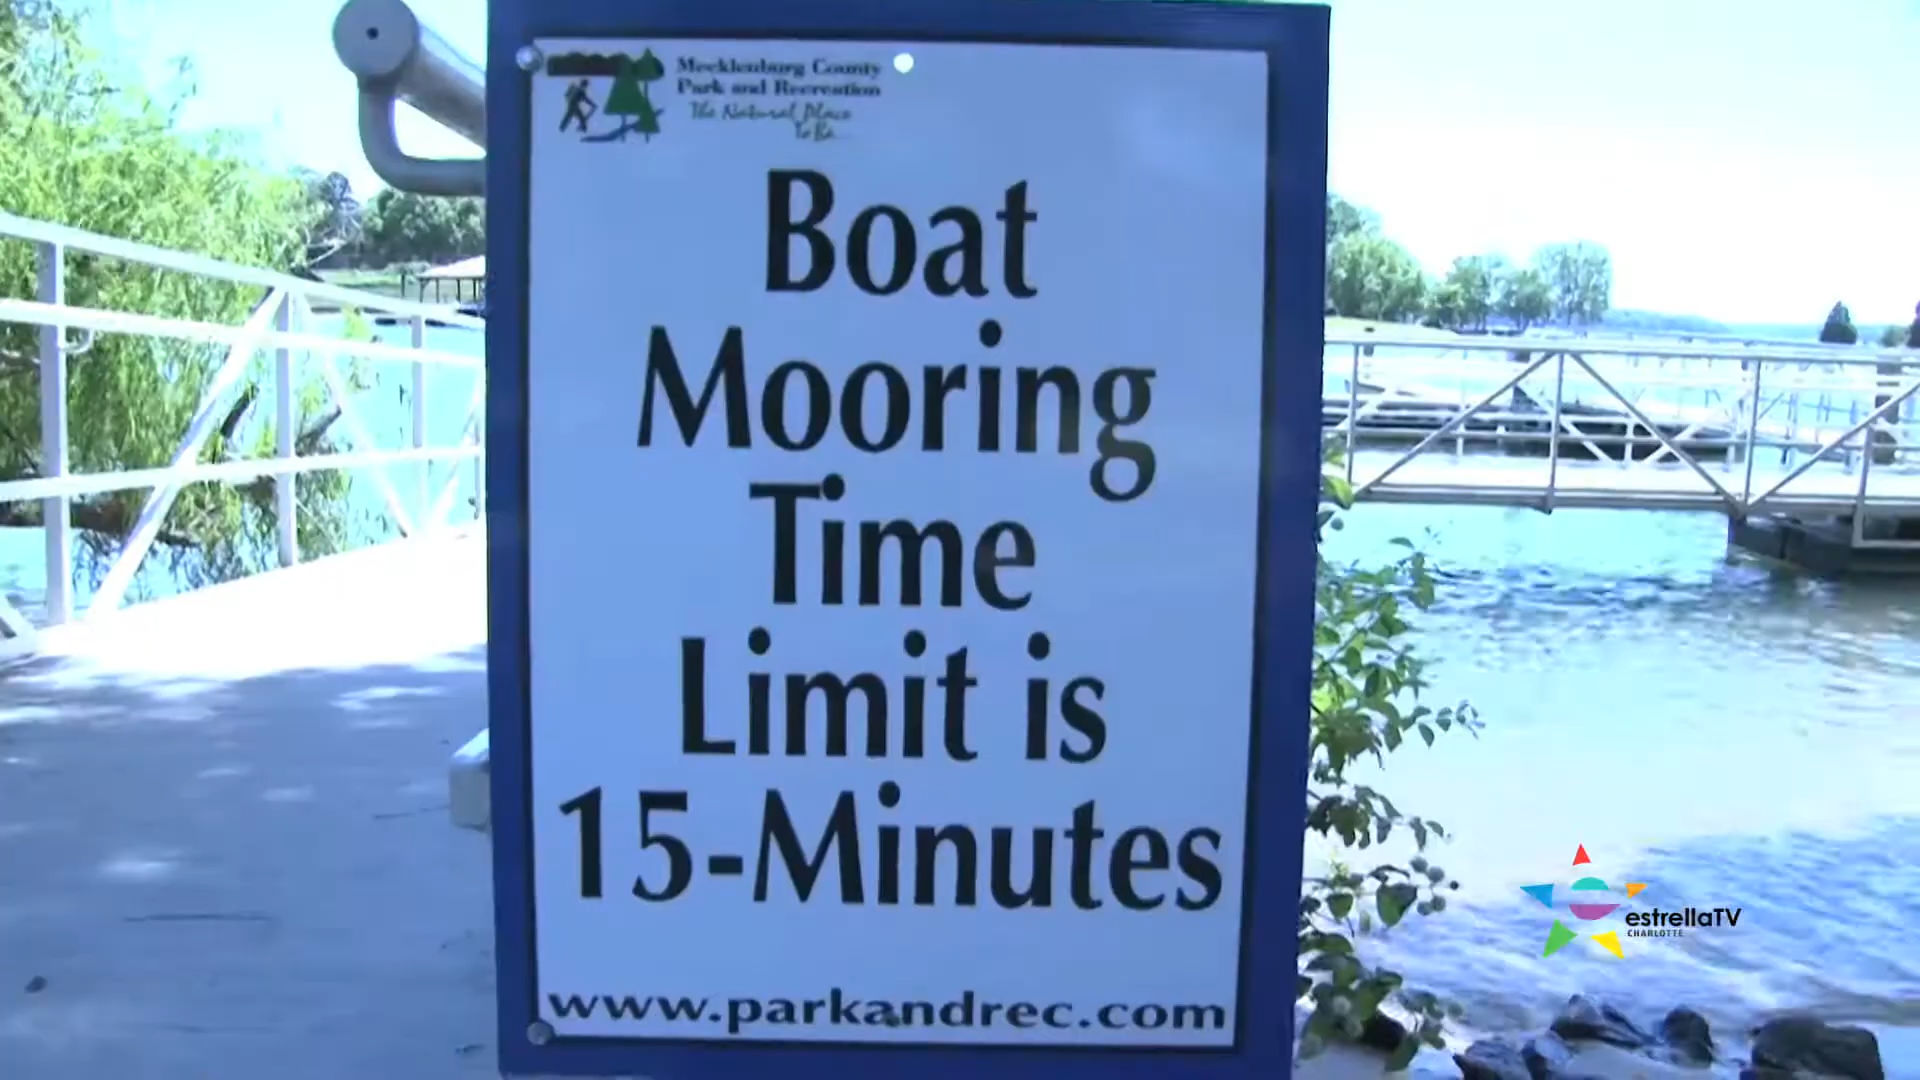 Mecklenburg County
Park and Recreation
The Natural Place
To Be...
Boat
Mooring
Time
Limit is
15-Minutes
www.parkandrec.com
estrellaTV
CHARLOTTE